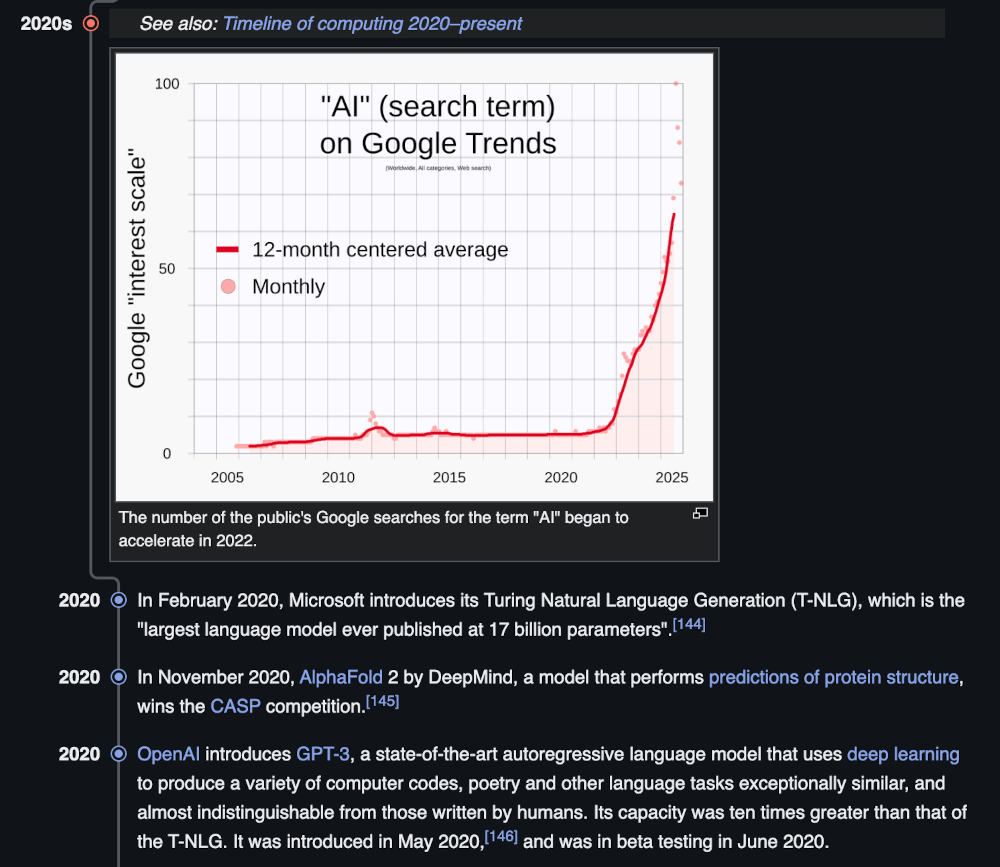 2020s
See also: Timeline of computing 2020–present
"AI" (search term)
on Google Trends
(Worldwide, All categories, Web search)
Google "interest scale"
100
50
0
12-month centered average
Monthly
2005 2010 2015 2020 2025
The number of the public's Google searches for the term "AI" began to
accelerate in 2022.
2020 In February 2020, Microsoft introduces its Turing Natural Language Generation (T-NLG), which is the
"largest language model ever published at 17 billion parameters".[144]
2020 In November 2020, AlphaFold 2 by DeepMind, a model that performs predictions of protein structure,
wins the CASP competition.[145]
2020 OpenAI introduces GPT-3, a state-of-the-art autoregressive language model that uses deep learning
to produce a variety of computer codes, poetry and other language tasks exceptionally similar, and
almost indistinguishable from those written by humans. Its capacity was ten times greater than that of
the T-NLG. It was introduced in May 2020,[146] and was in beta testing in June 2020.